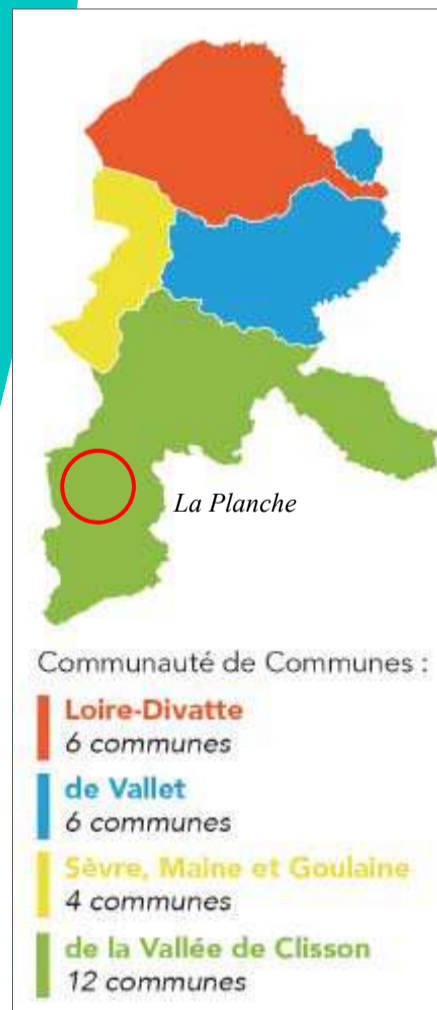 La Planche
Communauté de Communes :
Loire-Divatte
6 communes
de Vallet
6 communes
Sèvre, Maine et Goulaine
4 communes
de la Vallée de Clisson
12 communes